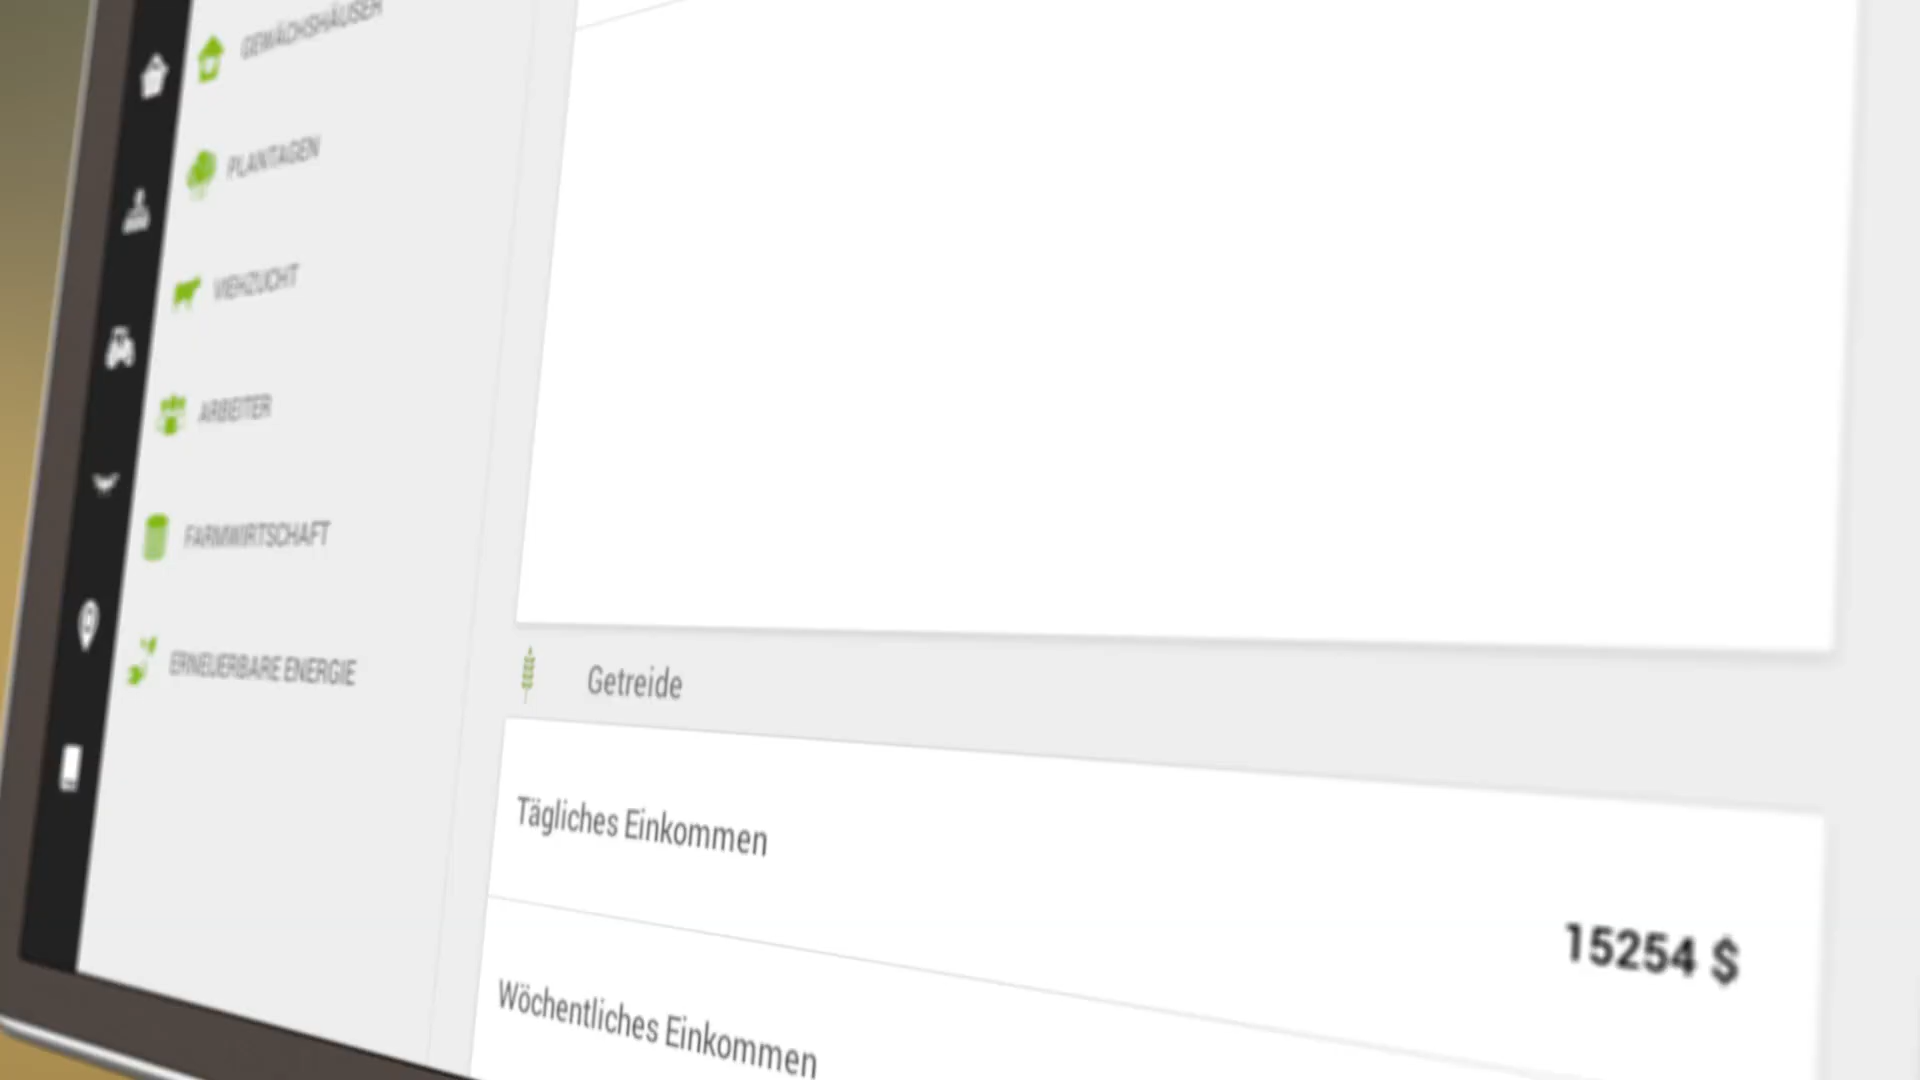 GEWÄCHSHÄUSER
PLANTAGEN
VIEHZUCHT
ARBEITER
FARMWIRTSCHAFT
ERNEUERBARE ENERGIE
Getreide
Tägliches Einkommen
15254 $
Wöchentliches Einkommen